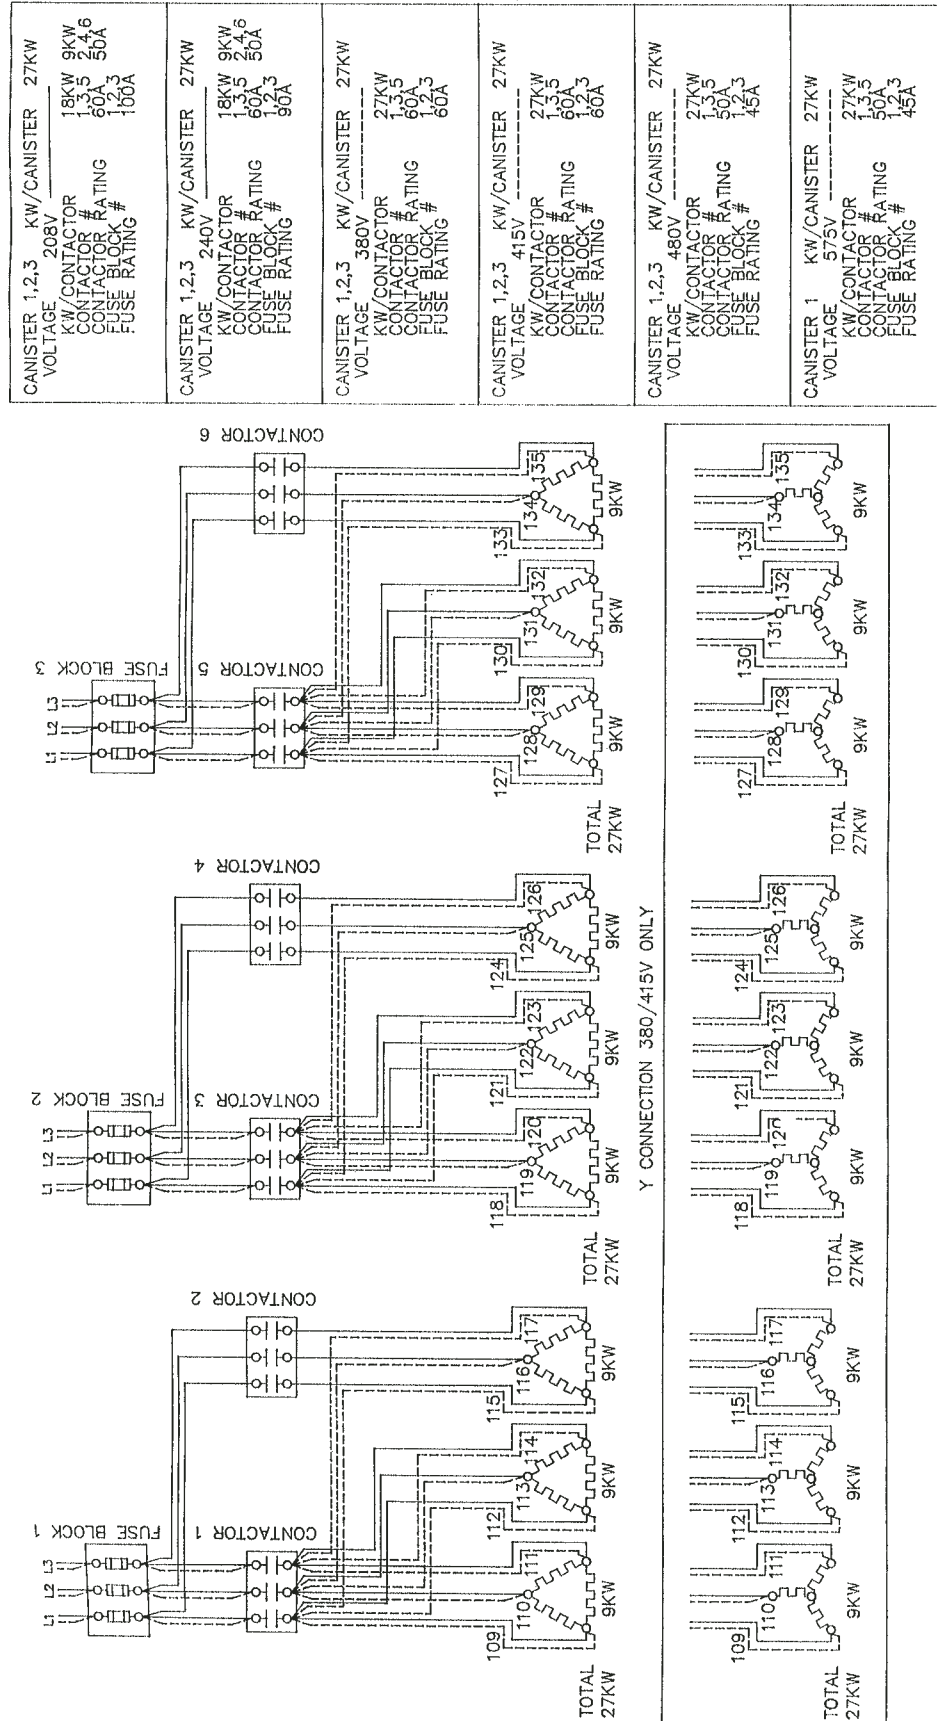 CANISTER 1,2,3 KW/CANISTER 27KW
VOLTAGE 208V
KW/CONTACTOR 18KW 9KW
CONTACTOR # 1,3,5 2,4,6
CONTACTOR RATING 60A 50A
FUSE BLOCK # 1,2,3
FUSE RATING 100A
CANISTER 1,2,3 KW/CANISTER 27KW
VOLTAGE 240V
KW/CONTACTOR 18KW 9KW
CONTACTOR # 1,3,5 2,4,6
CONTACTOR RATING 60A 50A
FUSE BLOCK # 1,2,3
FUSE RATING # 90A
CANISTER 1,2,3 KW/CANISTER 27KW
VOLTAGE 380V
KW/CONTACTOR 27KW
CONTACTOR # 1,3,5
CONTACTOR RATING 60A
FUSE BLOCK # 1,2,3
FUSE RATING # 60A
CANISTER 1,2,3 KW/CANISTER 27KW
VOLTAGE 415V
KW/CONTACTOR 27KW
CONTACTOR # 1,3,5
CONTACTOR RATING 60A
FUSE BLOCK # 1,2,3
FUSE RATING # 60A
CANISTER 1,2,3 KW/CANISTER 27KW
VOLTAGE 480V
KW/CONTACTOR 27KW
CONTACTOR # 1,3,5
CONTACTOR RATING 50A
FUSE BLOCK # 1,2,3
FUSE RATING # 45A
CANISTER 1 KW/CANISTER 27KW
VOLTAGE 575V
KW/CONTACTOR 27KW
CONTACTOR # 1,3,5
CONTACTOR RATING 50A
FUSE BLOCK # 1,2,3
FUSE RATING # 45A
L1 L2 L3
FUSE BLOCK 1
CONTACTOR 1
CONTACTOR 2
109 110 111
112 113 114
115 116 117
9KW 9KW 9KW
TOTAL
27KW
L1 L2 L3
FUSE BLOCK 2
CONTACTOR 3
CONTACTOR 4
118 119 120
121 122 123
124 125 126
9KW 9KW 9KW
TOTAL
27KW
L1 L2 L3
FUSE BLOCK 3
CONTACTOR 5
CONTACTOR 6
127 128 129
130 131 132
133 134 135
9KW 9KW 9KW
TOTAL
27KW
Y CONNECTION 380/415V ONLY
109 110 111
112 113 114
115 116 117
9KW 9KW 9KW
TOTAL
27KW
118 119 120
121 122 123
124 125 126
9KW 9KW 9KW
TOTAL
27KW
127 128 129
130 131 132
133 134 135
9KW 9KW 9KW
TOTAL
27KW